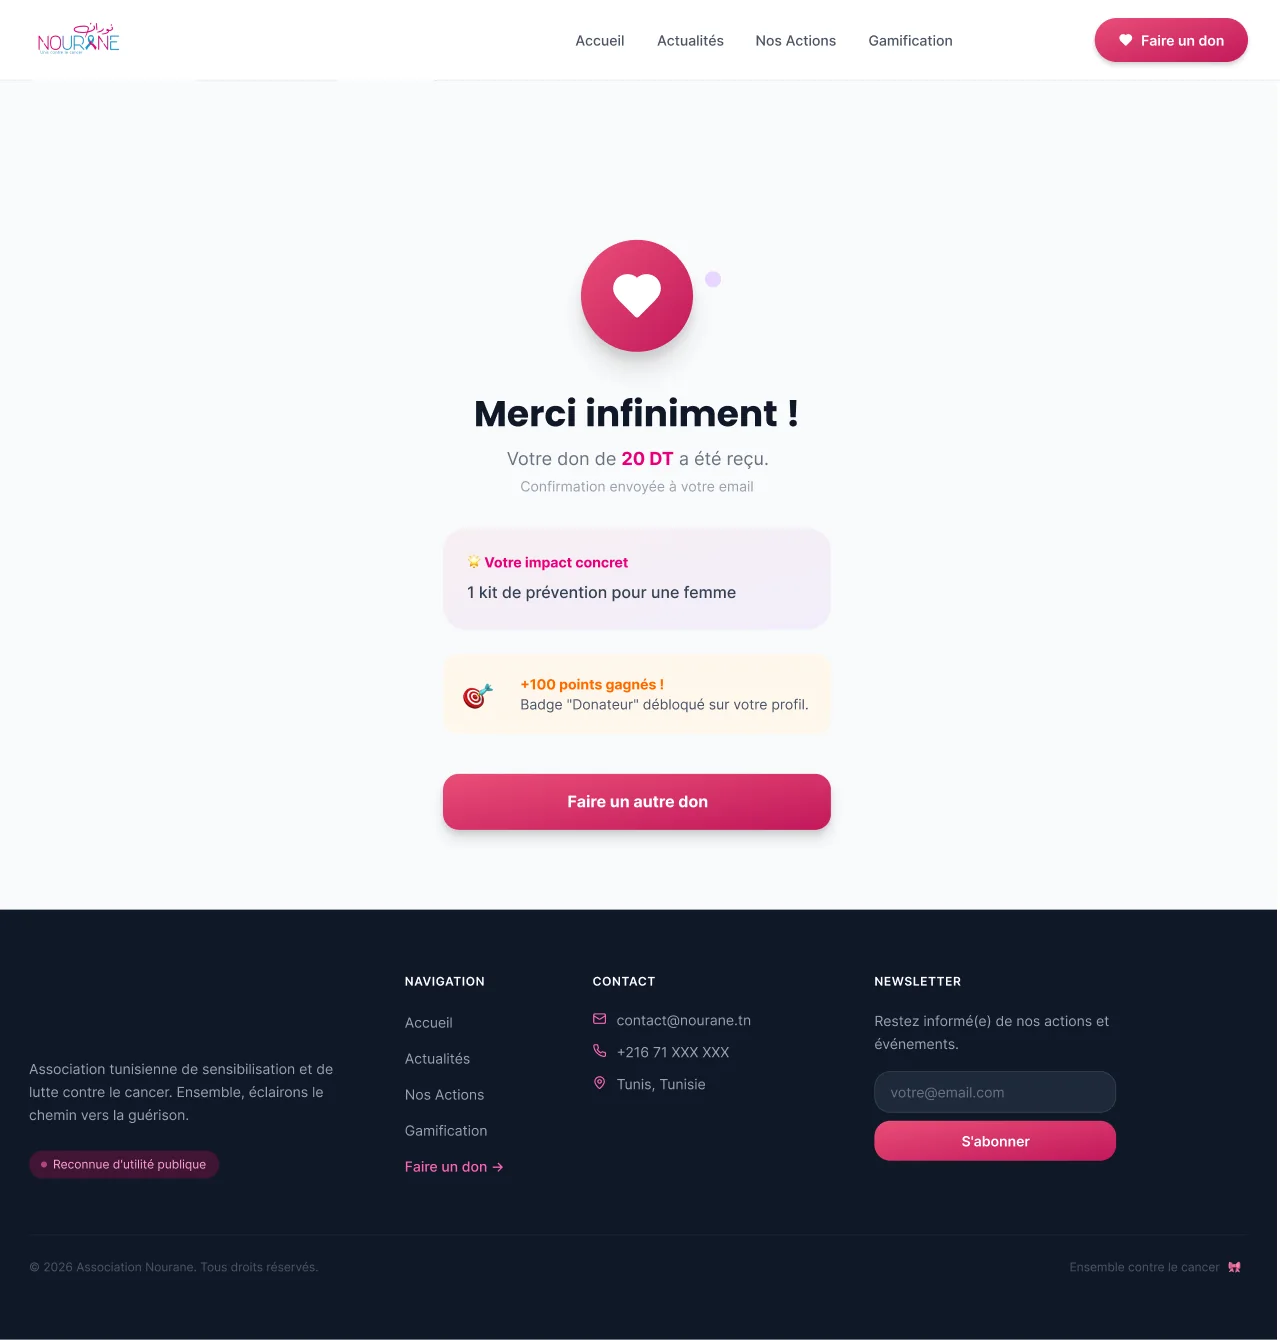 نوران
NOURANE
Accueil
Actualités
Nos Actions
Gamification
Faire un don
Merci infiniment !
Votre don de 20 DT a été reçu.
Confirmation envoyée à votre email
Votre impact concret
1 kit de prévention pour une femme
+100 points gagnés !
Badge "Donateur" débloqué sur votre profil.
Faire un autre don
Association tunisienne de sensibilisation et de
lutte contre le cancer. Ensemble, éclairons le
chemin vers la guérison.
Reconnue d'utilité publique
NAVIGATION
Accueil
Actualités
Nos Actions
Gamification
Faire un don →
CONTACT
contact@nourane.tn
+216 71 XXX XXX
Tunis, Tunisie
NEWSLETTER
Restez informé(e) de nos actions et
événements.
votre@email.com
S'abonner
© 2026 Association Nourane. Tous droits réservés.
Ensemble contre le cancer